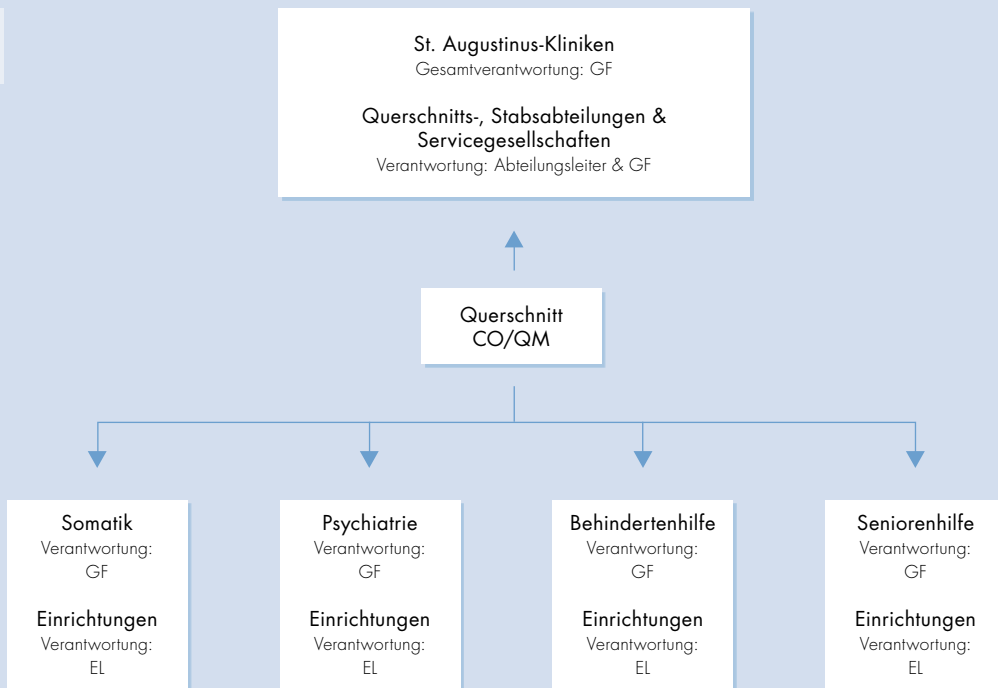 St. Augustinus-Kliniken
Gesamtverantwortung: GF
Querschnitts-, Stabsabteilungen &
Servicegesellschaften
Verantwortung: Abteilungsleiter & GF
Querschnitt
CO/QM
Somatik
Verantwortung:
GF
Einrichtungen
Verantwortung:
EL
Psychiatrie
Verantwortung:
GF
Einrichtungen
Verantwortung:
EL
Behindertenhilfe
Verantwortung:
GF
Einrichtungen
Verantwortung:
EL
Seniorenhilfe
Verantwortung:
GF
Einrichtungen
Verantwortung:
EL